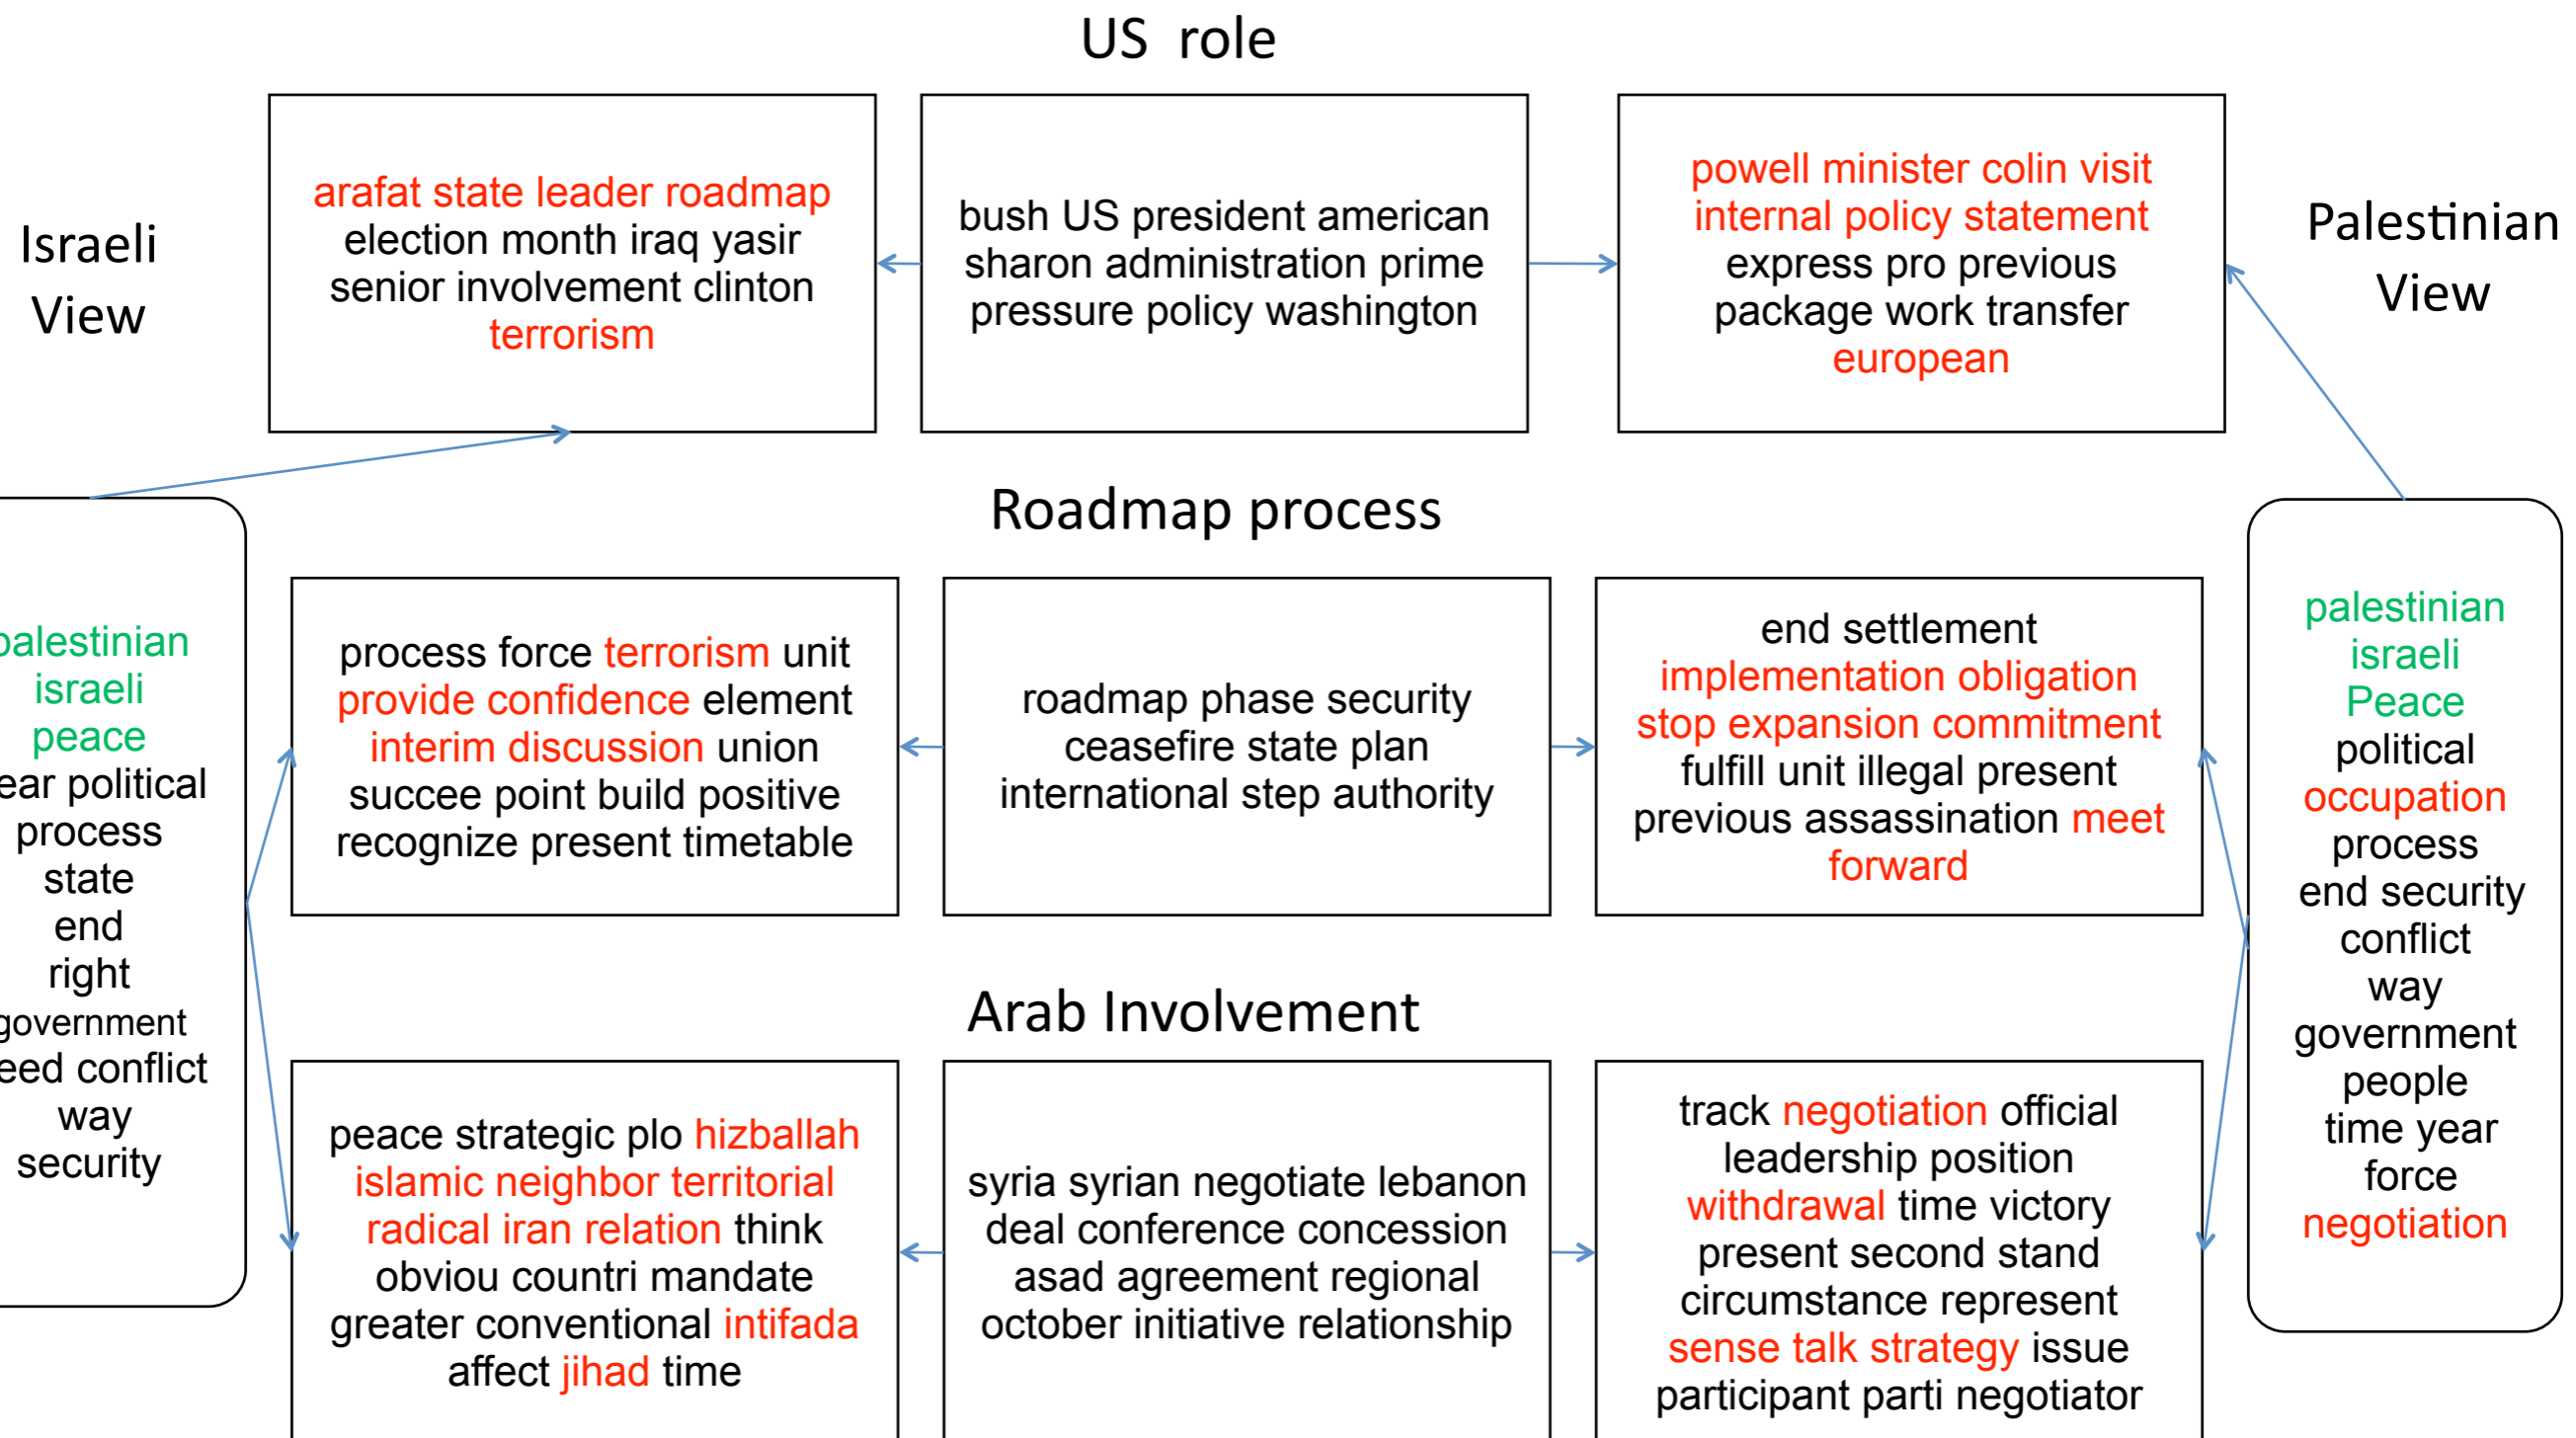 US role
Israeli
View
arafat state leader roadmap
election month iraq yasir
senior involvement clinton
terrorism
bush US president american
sharon administration prime
pressure policy washington
powell minister colin visit
internal policy statement
express pro previous
package work transfer
european
Palestinian
View
Roadmap process
palestinian
israeli
peace
political
process
state
end
right
government
conflict
way
security
process force terrorism unit
provide confidence element
interim discussion union
succee point build positive
recognize present timetable
roadmap phase security
ceasefire state plan
international step authority
end settlement
implementation obligation
stop expansion commitment
fulfill unit illegal present
previous assassination meet
forward
palestinian
israeli
Peace
political
occupation
process
end security
conflict
way
government
people
time year
force
negotiation
Arab Involvement
peace strategic plo hizballah
islamic neighbor territorial
radical iran relation think
obviou countri mandate
greater conventional intifada
affect jihad time
syria syrian negotiate lebanon
deal conference concession
asad agreement regional
october initiative relationship
track negotiation official
leadership position
withdrawal time victory
present second stand
circumstance represent
sense talk strategy issue
participant parti negotiator